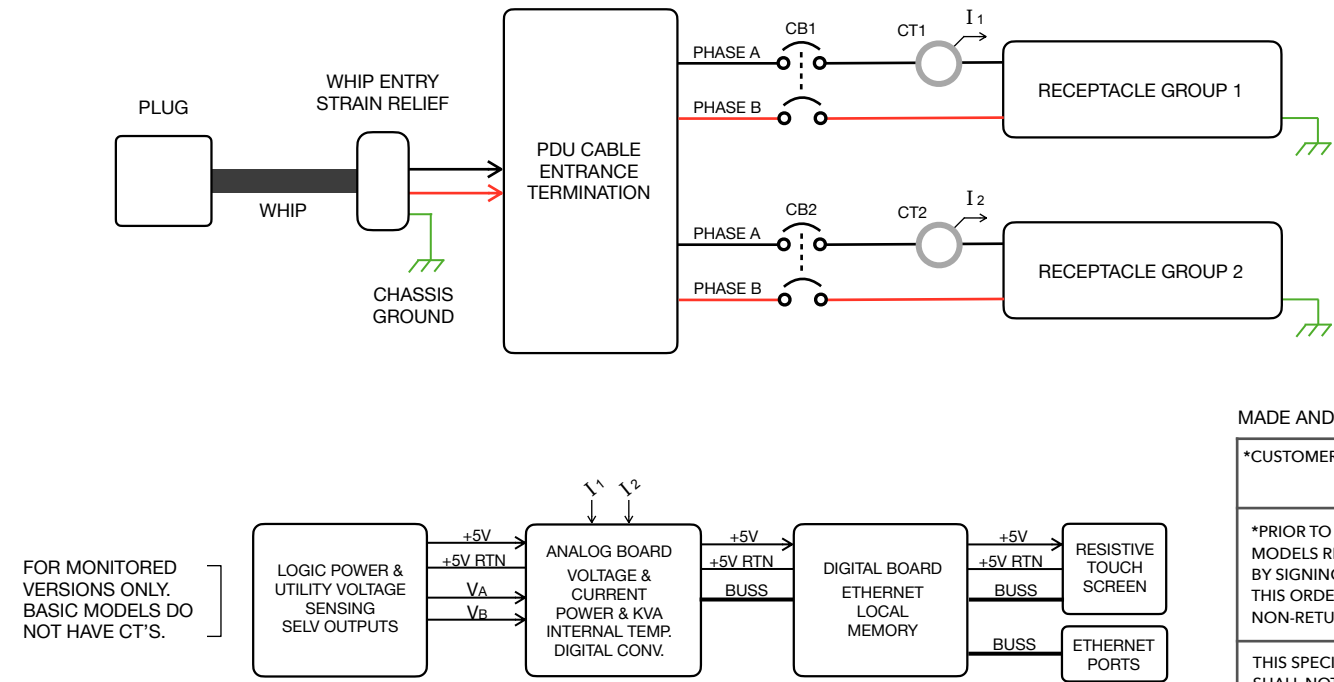 PLUG
WHIP ENTRY
STRAIN RELIEF
WHIP
CHASSIS
GROUND
PDU CABLE
ENTRANCE
TERMINATION
PHASE A
CB1
CT1
I 1
PHASE B
RECEPTACLE GROUP 1
PHASE A
CB2
CT2
I 2
PHASE B
RECEPTACLE GROUP 2
FOR MONITORED
VERSIONS ONLY.
BASIC MODELS DO
NOT HAVE CT'S.
LOGIC POWER &
UTILITY VOLTAGE
SENSING
SELV OUTPUTS
+5V
+5V RTN
VA
VB
I1 I2
ANALOG BOARD
VOLTAGE &
CURRENT
POWER & KVA
INTERNAL TEMP.
DIGITAL CONV.
+5V
+5V RTN
BUSS
DIGITAL BOARD
ETHERNET
LOCAL
MEMORY
+5V
+5V RTN
BUSS
BUSS
RESISTIVE
TOUCH
SCREEN
ETHERNET
PORTS
MADE AND
*CUSTOMER
*PRIOR TO
MODELS
BY SIGNING
THIS ORDE
NON-RETU
THIS SPECI